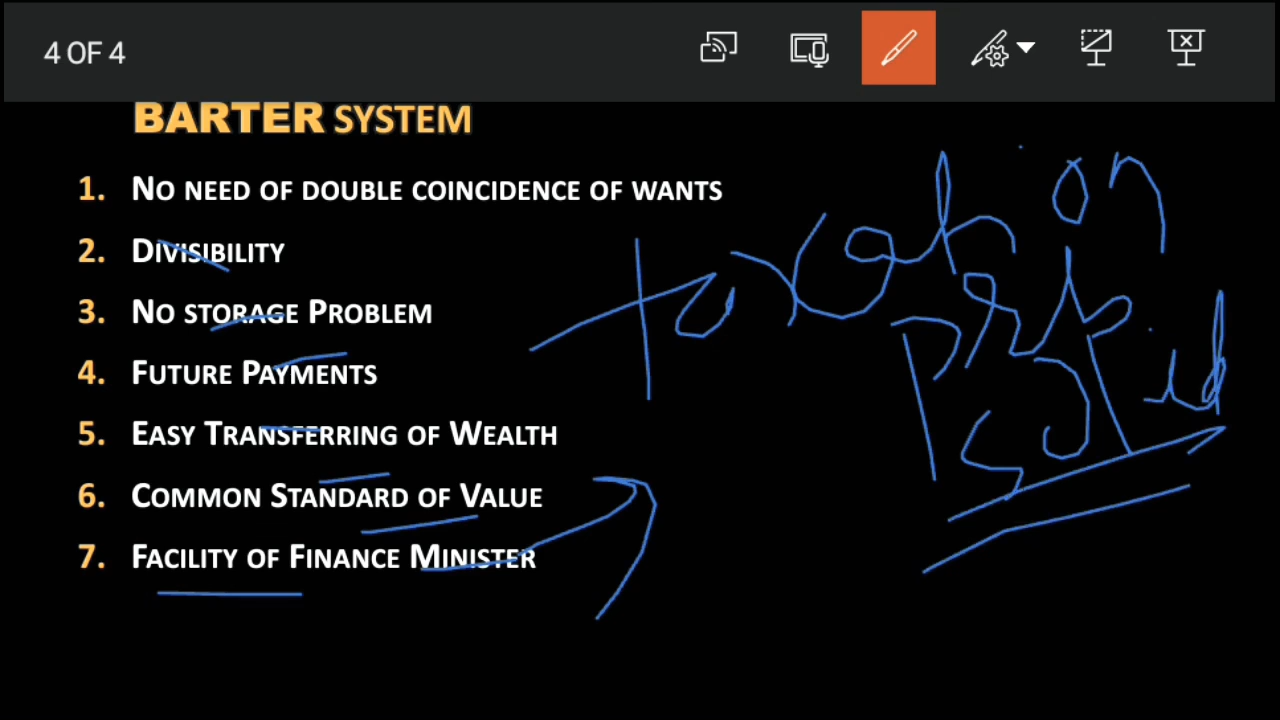 4 OF 4
BARTER SYSTEM
1. NO NEED OF DOUBLE COINCIDENCE OF WANTS
2. DIVISIBILITY
3. NO STORAGE PROBLEM
4. FUTURE PAYMENTS
5. EASY TRANSFERRING OF WEALTH
6. COMMON STANDARD OF VALUE
7. FACILITY OF FINANCE MINISTER
taxation